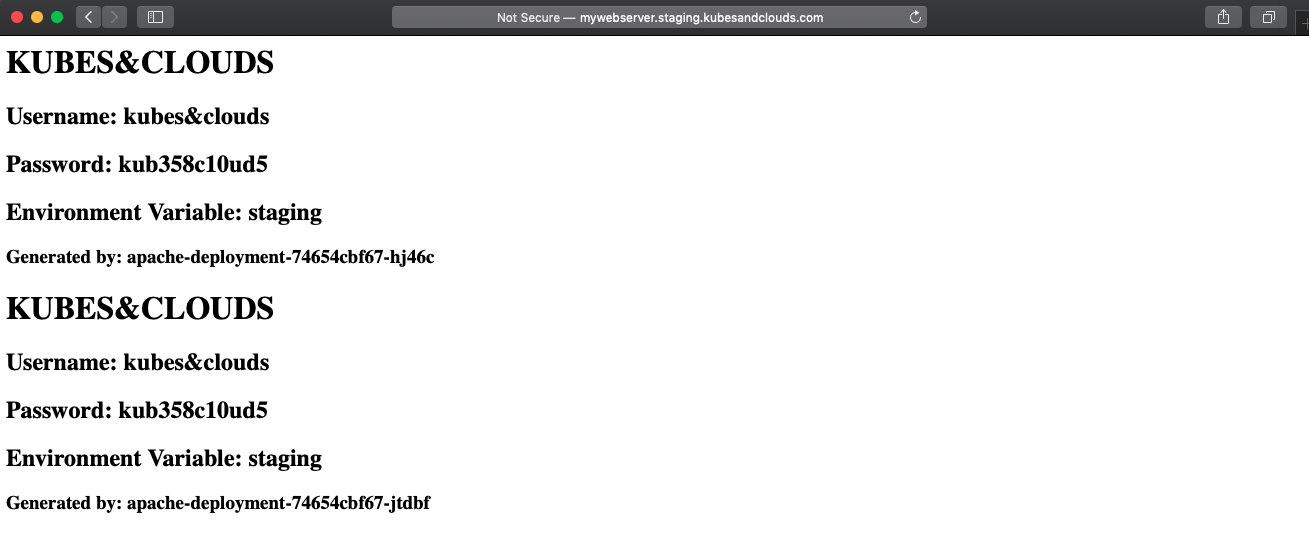 Not Secure — mywebserver.staging.kubesandclouds.com
KUBES&CLOUDS
Username: kubes&clouds
Password: kub358c10ud5
Environment Variable: staging
Generated by: apache-deployment-74654cbf67-hj46c
KUBES&CLOUDS
Username: kubes&clouds
Password: kub358c10ud5
Environment Variable: staging
Generated by: apache-deployment-74654cbf67-jtdbf